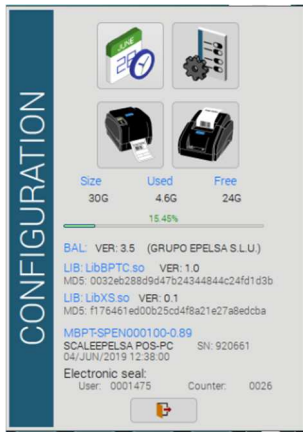 CONFIGURATION
JUNE
28
Size Used Free
30G 4.6G 24G
15.45%
BAL: VER: 3.5 (GRUPO EPELSA S.L.U.)
LIB: LibBPTC.so VER: 1.0
MD5: 0032eb288d9d47b24344844c24fd1d3b
LIB: LibXS.so VER: 0.1
MD5: f176461ed00b25cd4f8a21e27a8edcba
MBPT-SPEN000100-0.89
SCALEEPELSA POS-PC SN: 920661
04/JUN/2019 12:38:00
Electronic seal:
User: 0001475 Counter: 0026